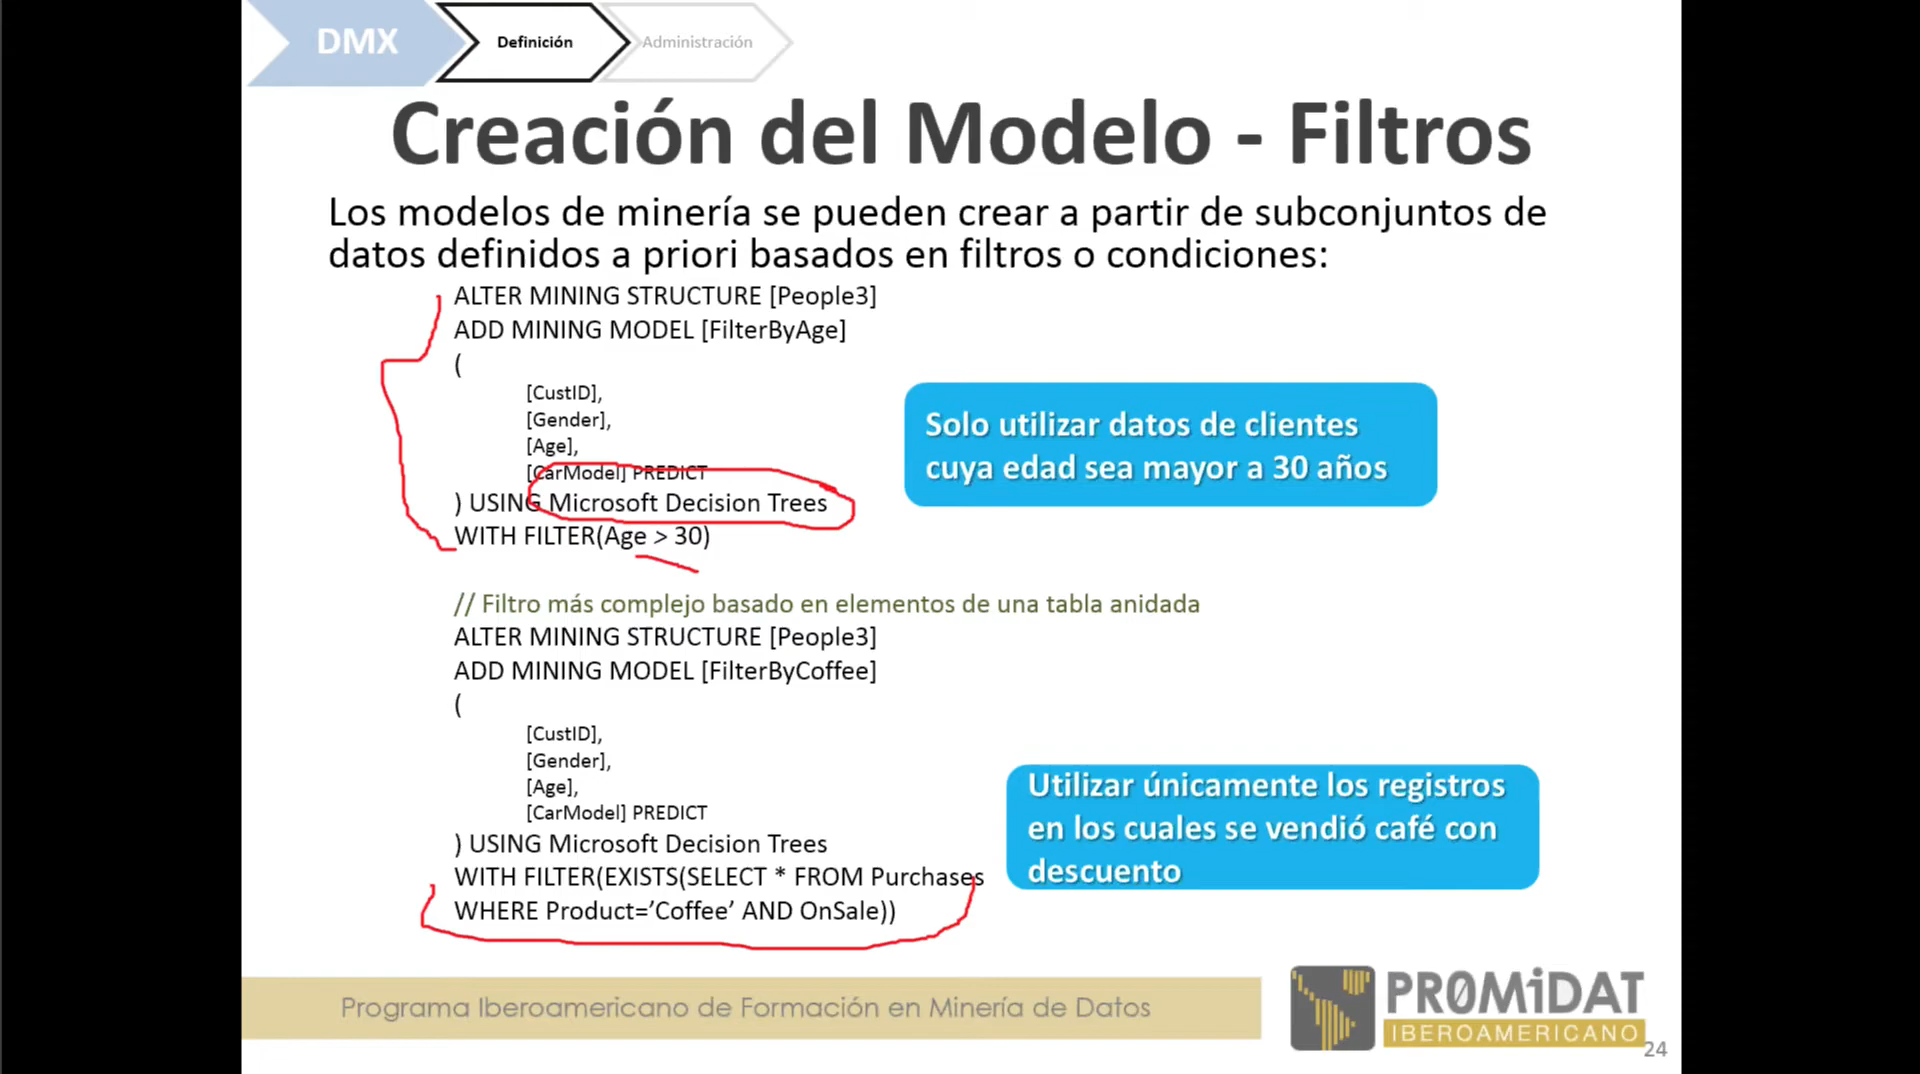 DMX
Definición
Administración
Creación del Modelo - Filtros
Los modelos de minería se pueden crear a partir de subconjuntos de
datos definidos a priori basados en filtros o condiciones:
ALTER MINING STRUCTURE [People3]
ADD MINING MODEL [FilterByAge]
(
[CustID],
[Gender],
[Age],
[CarModel] PREDICT
) USING Microsoft Decision Trees
WITH FILTER(Age > 30)
Solo utilizar datos de clientes
cuya edad sea mayor a 30 años
// Filtro más complejo basado en elementos de una tabla anidada
ALTER MINING STRUCTURE [People3]
ADD MINING MODEL [FilterByCoffee]
(
[CustID],
[Gender],
[Age],
[CarModel] PREDICT
) USING Microsoft Decision Trees
WITH FILTER(EXISTS(SELECT * FROM Purchases
WHERE Product=’Coffee’ AND OnSale))
Utilizar únicamente los registros
en los cuales se vendió café con
descuento
Programa Iberoamericano de Formación en Minería de Datos
PR0MiDAT
IBEROAMERICANO
24